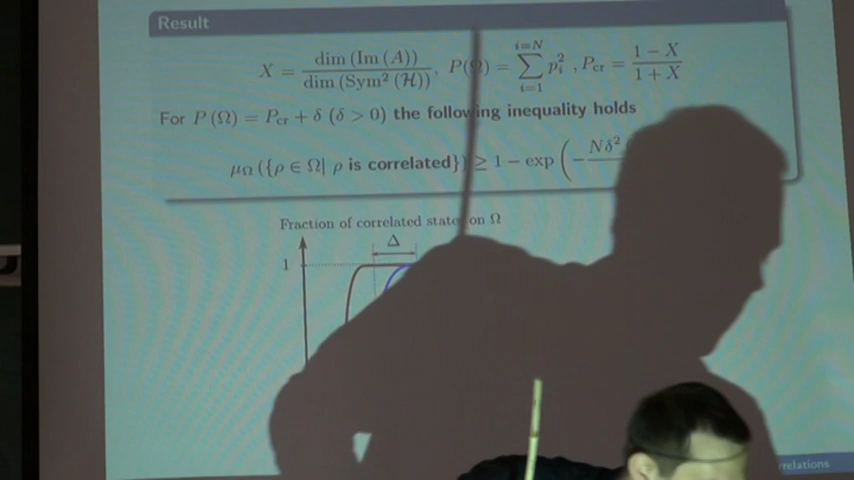 Result
X = dim (Im (A)) / dim (Sym² (ℋ)), P(Ω) = ∑_{i=1}^{i=N} p_i², P_cr = (1 − X) / (1 + X)
For P (Ω) = P_cr + δ (δ > 0) the following inequality holds
μ_Ω ({ρ ∈ Ω| ρ is correlated}) ≥ 1 − exp (− Nδ²
Fraction of correlated states on Ω
Δ
1
rrelations